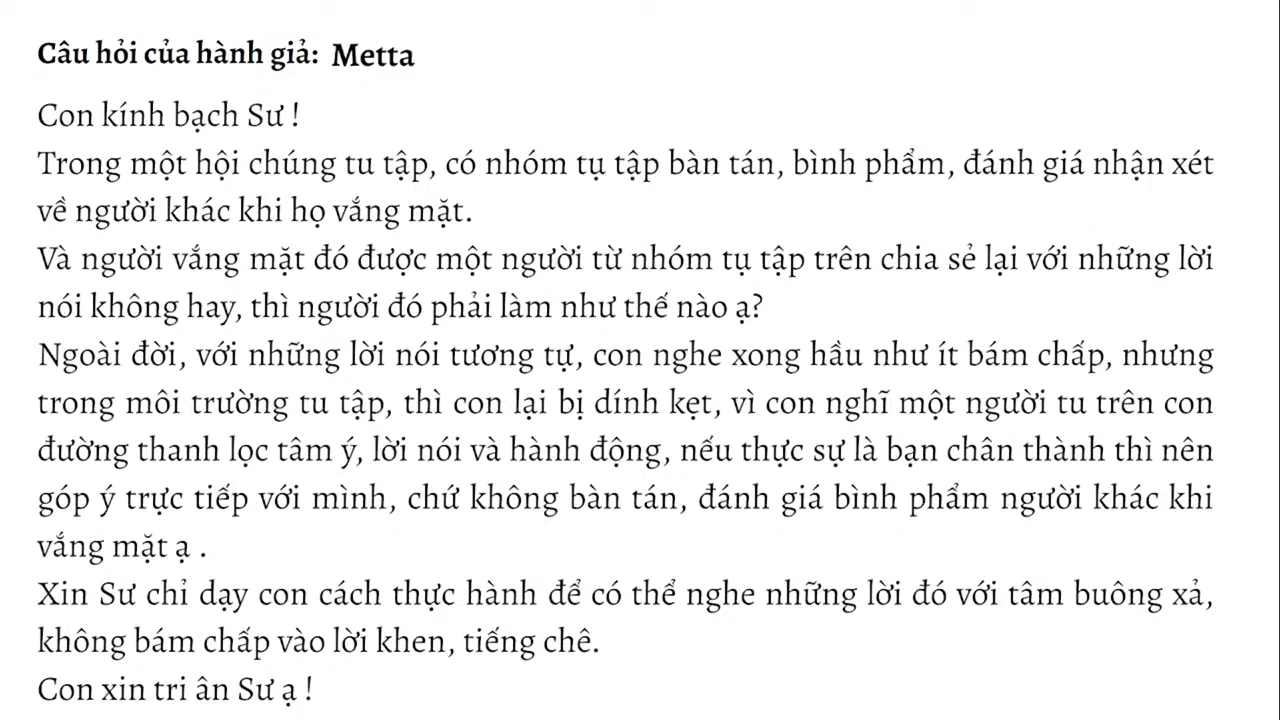 Câu hỏi của hành giả: Metta
Con kính bạch Sư !
Trong một hội chúng tu tập, có nhóm tụ tập bàn tán, bình phẩm, đánh giá nhận xét
về người khác khi họ vắng mặt.
Và người vắng mặt đó được một người từ nhóm tụ tập trên chia sẻ lại với những lời
nói không hay, thì người đó phải làm như thế nào ạ?
Ngoài đời, với những lời nói tương tự, con nghe xong hầu như ít bám chấp, nhưng
trong môi trường tu tập, thì con lại bị dính kẹt, vì con nghĩ một người tu trên con
đường thanh lọc tâm ý, lời nói và hành động, nếu thực sự là bạn chân thành thì nên
góp ý trực tiếp với mình, chứ không bàn tán, đánh giá bình phẩm người khác khi
vắng mặt ạ .
Xin Sư chỉ dạy con cách thực hành để có thể nghe những lời đó với tâm buông xả,
không bám chấp vào lời khen, tiếng chê.
Con xin tri ân Sư ạ !